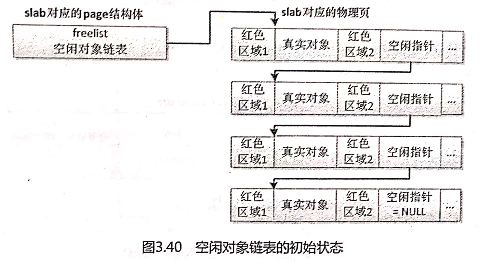 slab对应的page结构体
slab对应的物理页
freelist
空闲对象链表
红色区域1 真实对象 红色区域2 空闲指针 ...
红色区域1 真实对象 红色区域2 空闲指针 ...
红色区域1 真实对象 红色区域2 空闲指针 ...
红色区域1 真实对象 红色区域2 空闲指针= NULL ...
图3.40 空闲对象链表的初始状态